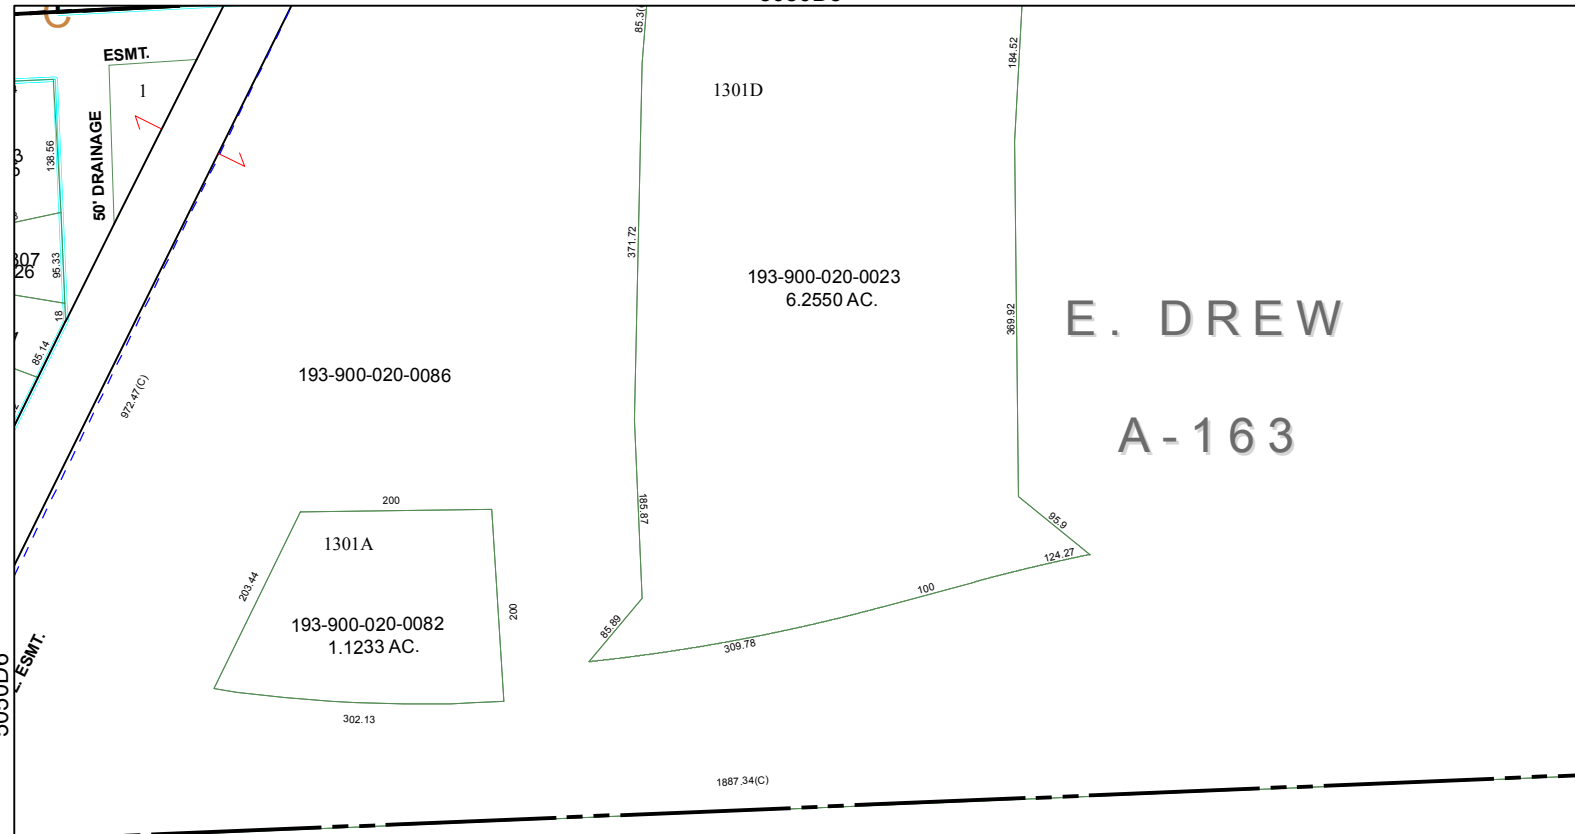 ESMT.
1
50' DRAINAGE
138.56
95.33
18
85.14
972.47(C)
85.3(
371.72
185.87
85.89
309.78
100
124.27
95.9
369.92
184.52
1301D
193-900-020-0023
6.2550 AC.
E. DREW
A-163
193-900-020-0086
200
1301A
203.44
200
193-900-020-0082
1.1233 AC.
302.13
ESMT.
1887.34(C)